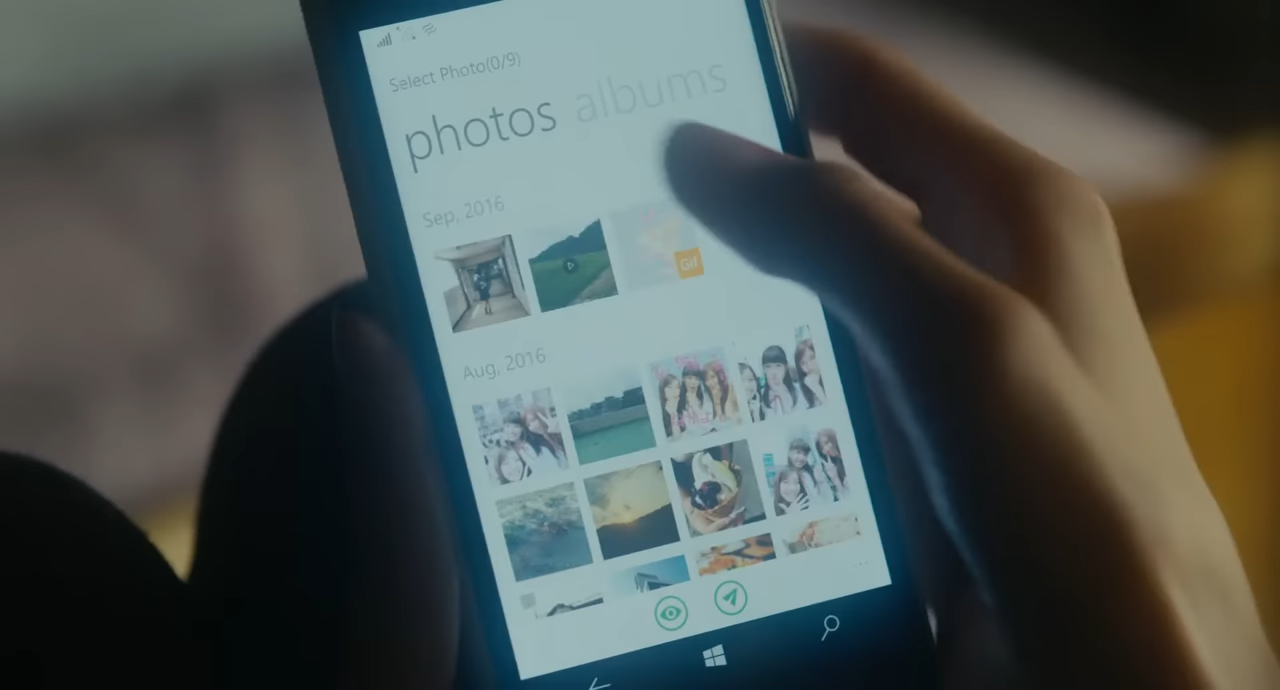 Select Photo(0/9)
photos albums
Sep, 2016
Gif
Aug, 2016